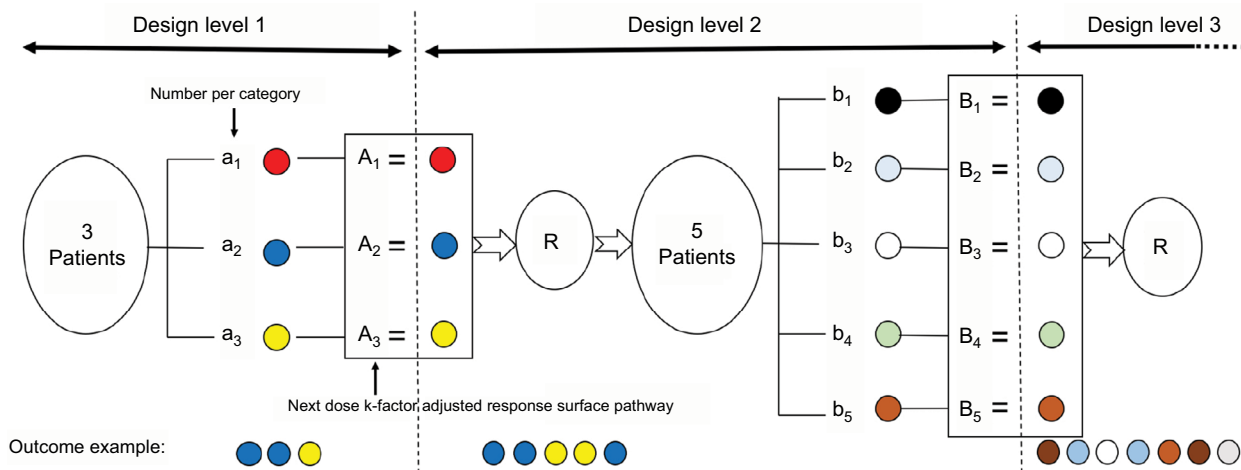 Design level 1
Design level 2
Design level 3
Number per category
3
Patients
a1
a2
a3
A1 =
A2 =
A3 =
R
5
Patients
b1
b2
b3
b4
b5
B1 =
B2 =
B3 =
B4 =
B5 =
R
Next dose k-factor adjusted response surface pathway
Outcome example: